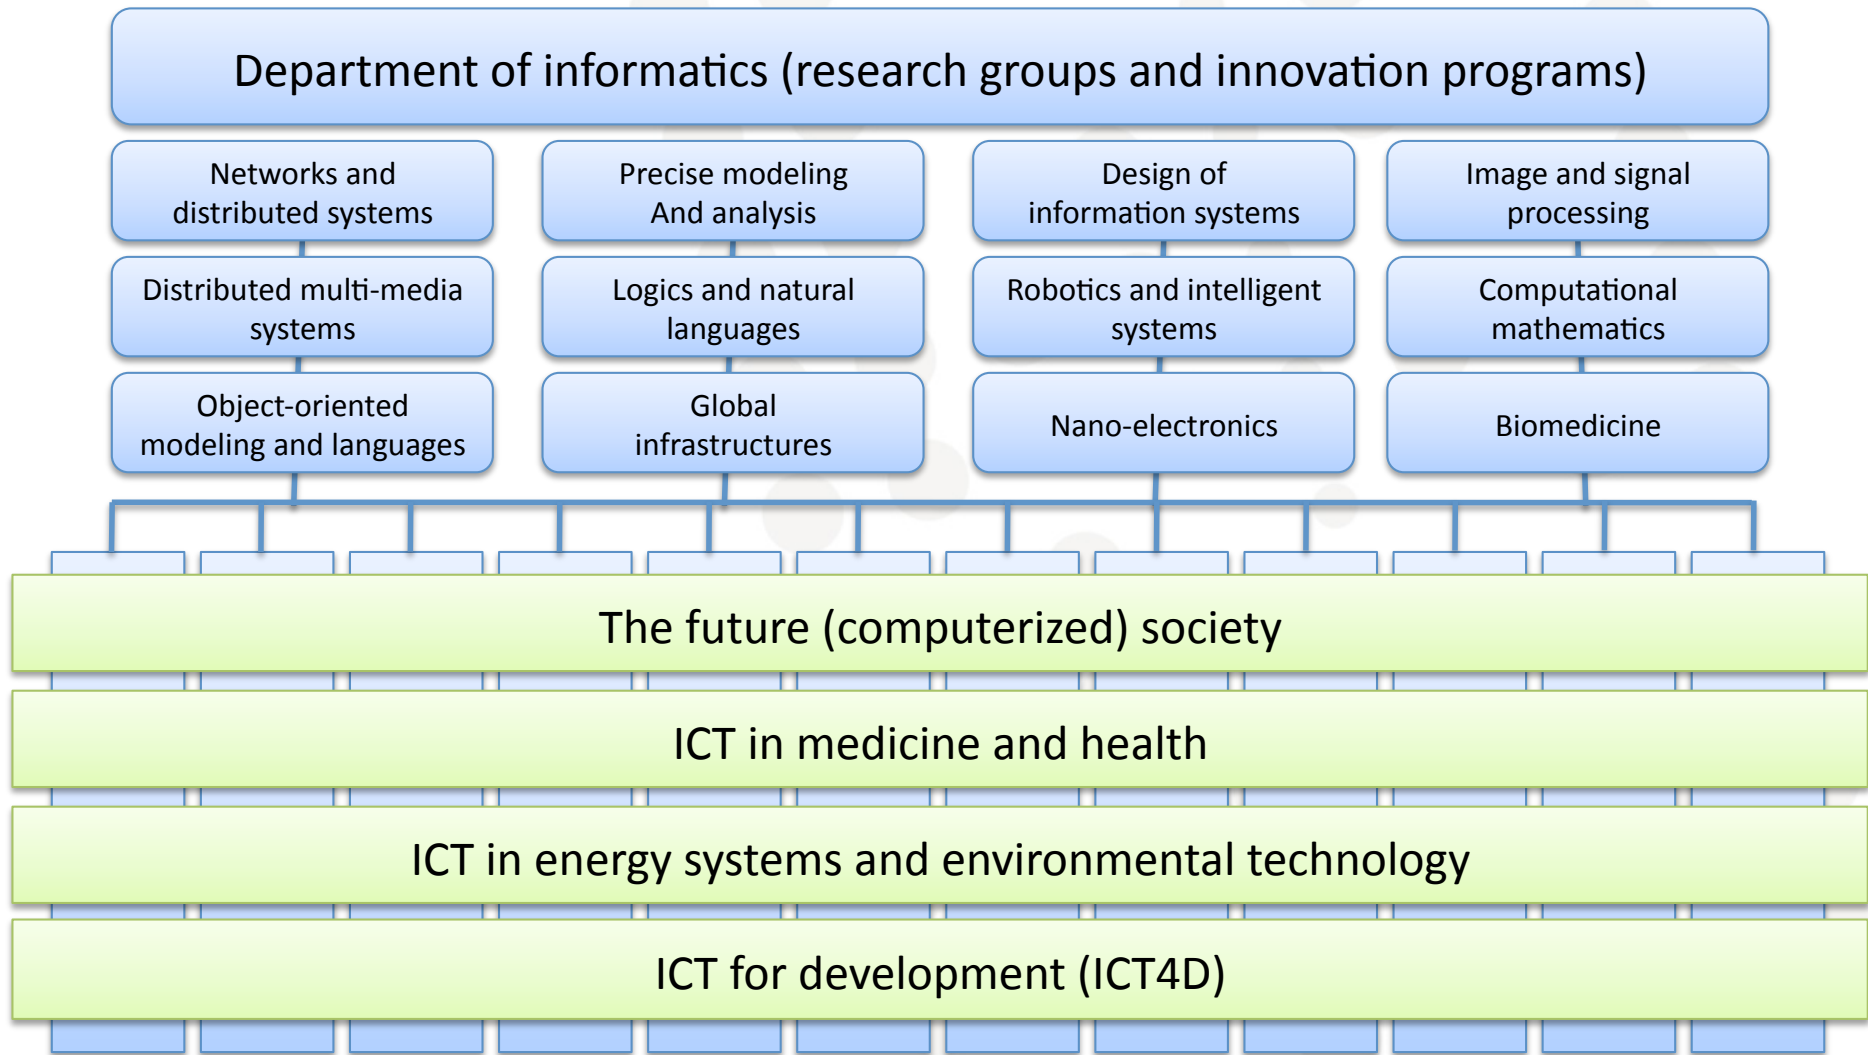 Department of informatics (research groups and innovation programs)
Networks and
distributed systems
Precise modeling
And analysis
Design of
information systems
Image and signal
processing
Distributed multi-media
systems
Logics and natural
languages
Robotics and intelligent
systems
Computational
mathematics
Object-oriented
modeling and languages
Global
infrastructures
Nano-electronics
Biomedicine
The future (computerized) society
ICT in medicine and health
ICT in energy systems and environmental technology
ICT for development (ICT4D)